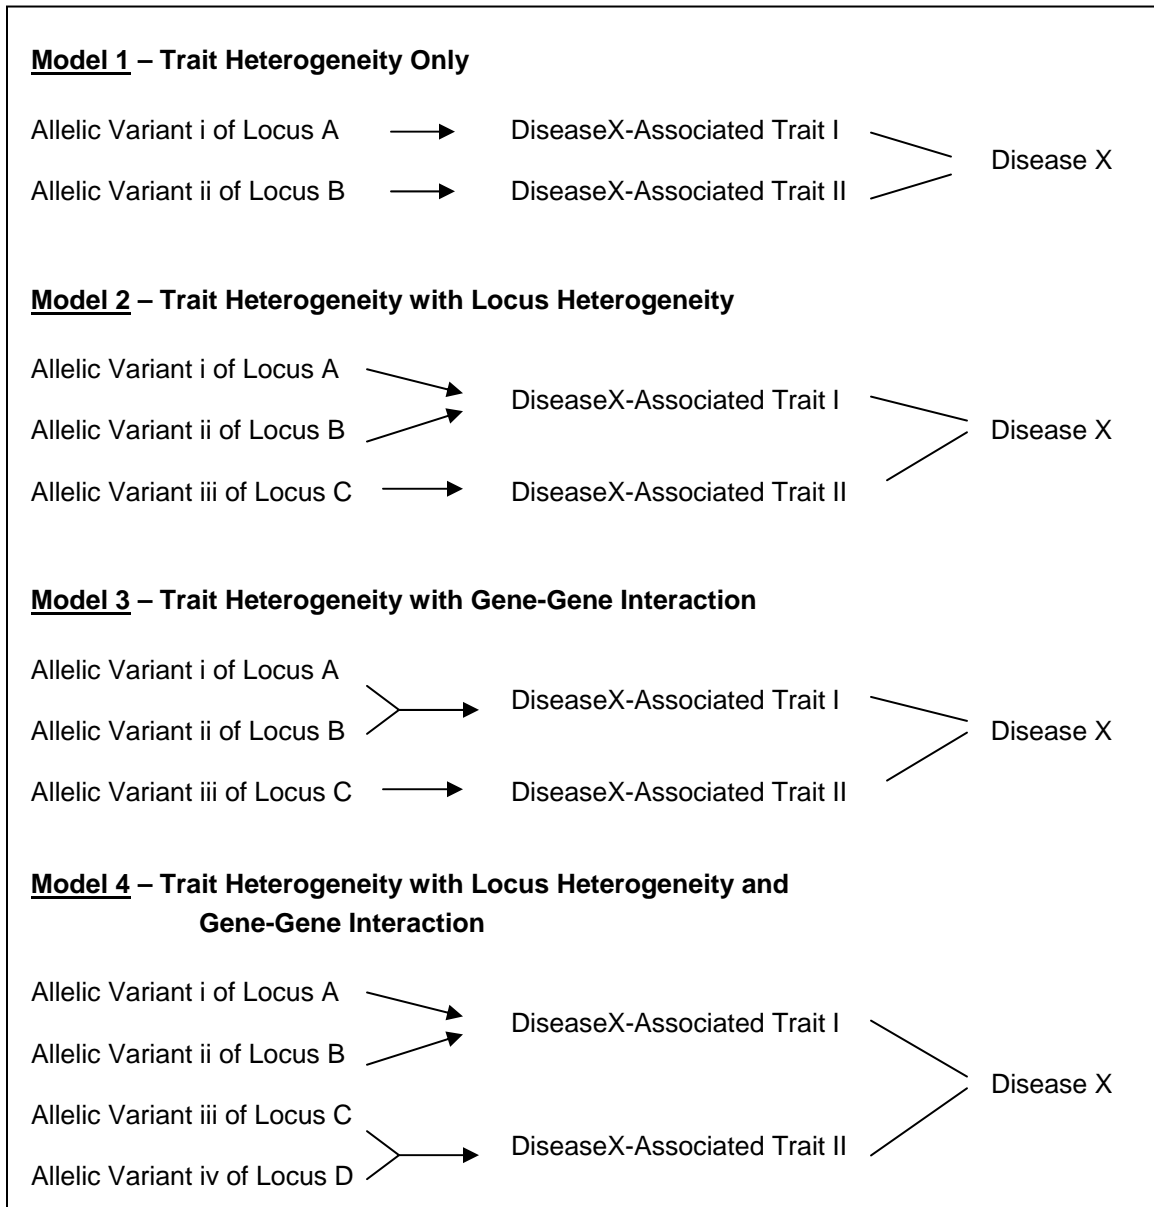 Model 1 – Trait Heterogeneity Only
Allelic Variant i of Locus A DiseaseX-Associated Trait I
Disease X
Allelic Variant ii of Locus B DiseaseX-Associated Trait II
Model 2 – Trait Heterogeneity with Locus Heterogeneity
Allelic Variant i of Locus A
DiseaseX-Associated Trait I
Allelic Variant ii of Locus B Disease X
Allelic Variant iii of Locus C DiseaseX-Associated Trait II
Model 3 – Trait Heterogeneity with Gene-Gene Interaction
Allelic Variant i of Locus A
DiseaseX-Associated Trait I
Allelic Variant ii of Locus B Disease X
Allelic Variant iii of Locus C DiseaseX-Associated Trait II
Model 4 – Trait Heterogeneity with Locus Heterogeneity and
Gene-Gene Interaction
Allelic Variant i of Locus A
DiseaseX-Associated Trait I
Allelic Variant ii of Locus B
Disease X
Allelic Variant iii of Locus C
DiseaseX-Associated Trait II
Allelic Variant iv of Locus D